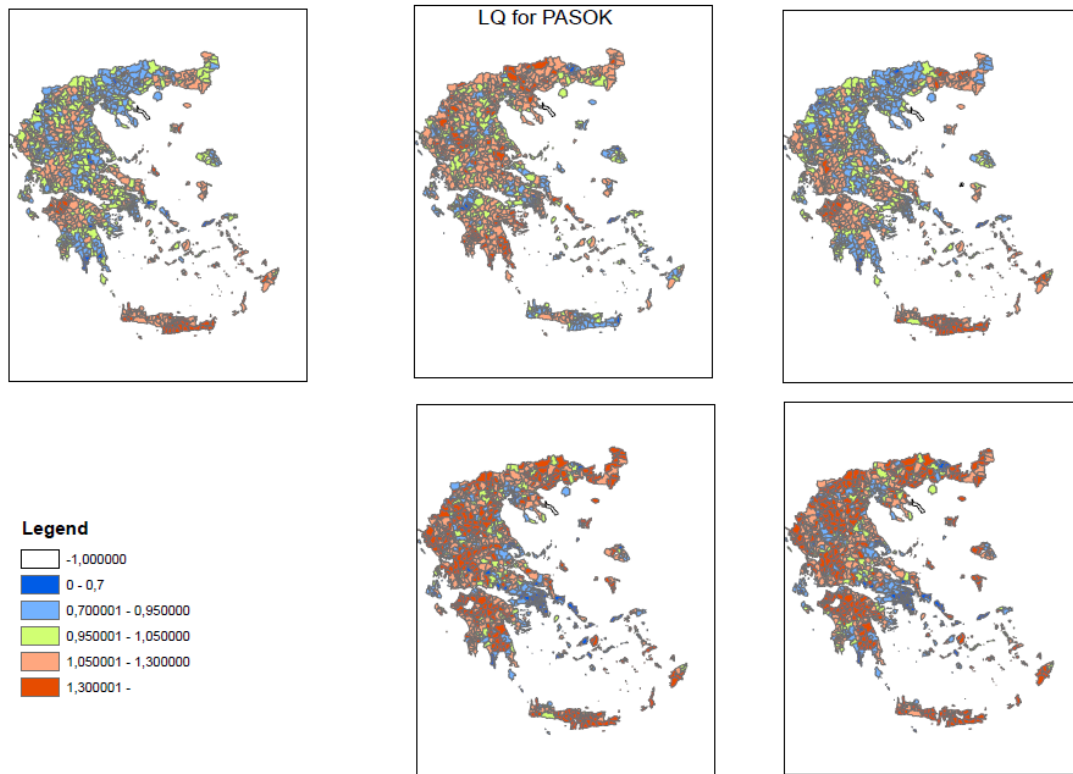 LQ for PASOK
Legend
-1,000000
0 - 0,7
0,700001 - 0,950000
0,950001 - 1,050000
1,050001 - 1,300000
1,300001 -